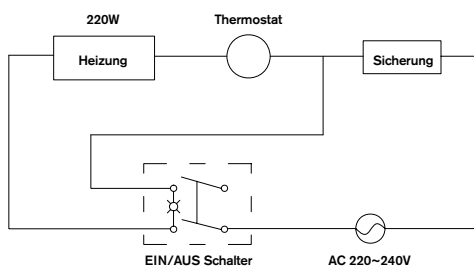 220W
Thermostat
Heizung
Sicherung
EIN/AUS Schalter
AC 220~240V